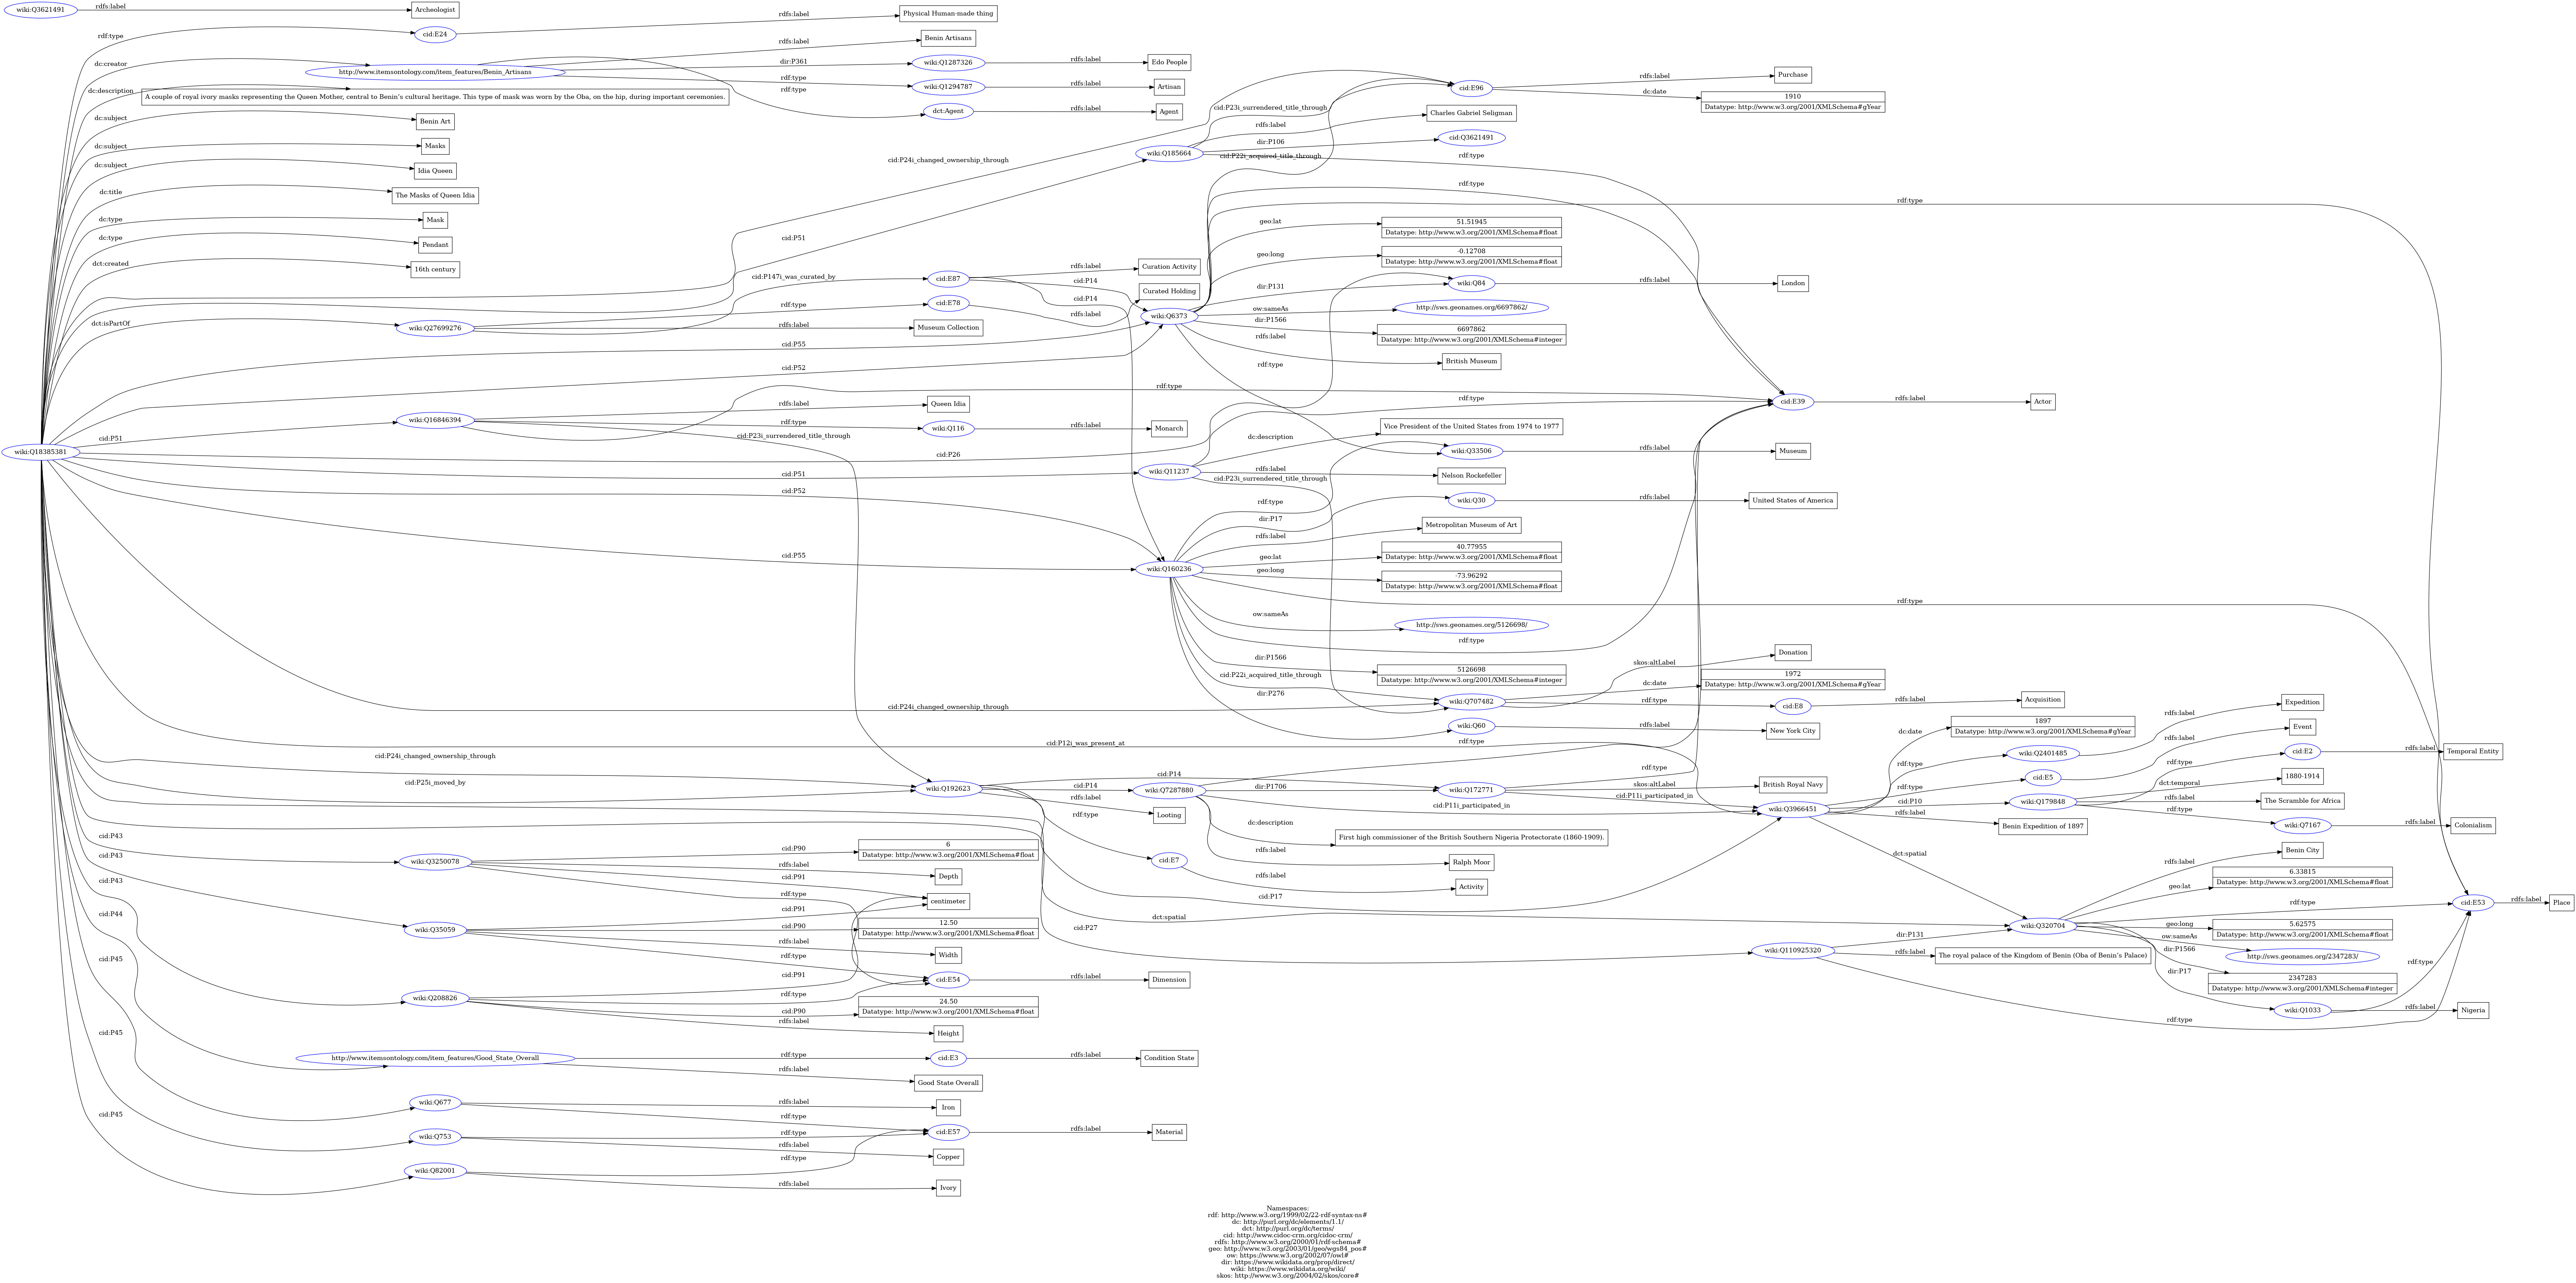 wiki:Q3621491
rdfs:label
Archeologist
rdf:type
cid:E24
rdfs:label
Physical Human-made thing
dc:creator
http://www.itemsontology.com/item_features/Benin_Artisans
rdfs:label
Benin Artisans
dir:P361
wiki:Q1287326
rdfs:label
Edo People
rdf:type
wiki:Q1294787
rdfs:label
Artisan
rdf:type
dct:Agent
rdfs:label
Agent
dc:description
A couple of royal ivory masks representing the Queen Mother, central to Benin's cultural heritage. This type of mask was worn by the Oba, on the hip, during important ceremonies.
dc:subject
Benin Art
dc:subject
Masks
dc:subject
Idia Queen
dc:title
The Masks of Queen Idia
dc:type
Mask
dc:type
Pendant
dct:created
16th century
cid:P24i_changed_ownership_through
cid:P23i_surrendered_title_through
cid:E96
rdfs:label
Purchase
dc:date
1910
Datatype: http://www.w3.org/2001/XMLSchema#gYear
cid:P51
wiki:Q185664
rdfs:label
Charles Gabriel Seligman
dir:P106
cid:Q3621491
rdf:type
cid:P22i_acquired_title_through
rdf:type
rdf:type
dct:isPartOf
wiki:Q27699276
cid:P147i_was_curated_by
cid:E87
rdfs:label
Curation Activity
cid:P14
cid:P14
rdf:type
cid:E78
rdfs:label
Curated Holding
rdfs:label
Museum Collection
cid:P55
cid:P52
wiki:Q6373
geo:lat
51.51945
Datatype: http://www.w3.org/2001/XMLSchema#float
geo:long
-0.12708
Datatype: http://www.w3.org/2001/XMLSchema#float
dir:P131
wiki:Q84
rdfs:label
London
ow:sameAs
http://sws.geonames.org/6697862/
dir:P1566
6697862
Datatype: http://www.w3.org/2001/XMLSchema#integer
rdfs:label
British Museum
rdf:type
wiki:Q18385381
cid:P51
wiki:Q16846394
rdf:type
rdfs:label
Queen Idia
rdf:type
wiki:Q116
rdfs:label
Monarch
cid:P23i_surrendered_title_through
cid:P26
cid:E39
rdfs:label
Actor
rdf:type
cid:P51
wiki:Q11237
dc:description
Vice President of the United States from 1974 to 1977
rdfs:label
Nelson Rockefeller
cid:P23i_surrendered_title_through
wiki:Q33506
rdfs:label
Museum
cid:P52
cid:P55
wiki:Q160236
rdf:type
dir:P17
wiki:Q30
rdfs:label
United States of America
rdfs:label
Metropolitan Museum of Art
geo:lat
40.77955
Datatype: http://www.w3.org/2001/XMLSchema#float
geo:long
-73.96292
Datatype: http://www.w3.org/2001/XMLSchema#float
rdf:type
ow:sameAs
http://sws.geonames.org/5126698/
rdf:type
dir:P1566
5126698
Datatype: http://www.w3.org/2001/XMLSchema#integer
cid:P22i_acquired_title_through
dir:P276
cid:P24i_changed_ownership_through
wiki:Q707482
skos:altLabel
Donation
dc:date
1972
Datatype: http://www.w3.org/2001/XMLSchema#gYear
rdf:type
cid:E8
rdfs:label
Acquisition
wiki:Q60
rdfs:label
New York City
cid:P12i_was_present_at
rdf:type
cid:P24i_changed_ownership_through
cid:P25i_moved_by
wiki:Q192623
cid:P14
cid:P14
rdfs:label
Looting
rdf:type
cid:E7
rdfs:label
Activity
wiki:Q7287880
dir:P1706
wiki:Q172771
rdf:type
skos:altLabel
British Royal Navy
cid:P11i_participated_in
cid:P11i_participated_in
dc:description
First high commissioner of the British Southern Nigeria Protectorate (1860-1909).
rdfs:label
Ralph Moor
cid:P17
wiki:Q3966451
dc:date
1897
Datatype: http://www.w3.org/2001/XMLSchema#gYear
rdf:type
wiki:Q2401485
rdfs:label
Expedition
rdf:type
cid:E5
rdfs:label
Event
cid:P10
wiki:Q179848
rdf:type
cid:E2
rdfs:label
Temporal Entity
dct:temporal
1880-1914
rdfs:label
The Scramble for Africa
rdf:type
wiki:Q7167
rdfs:label
Colonialism
rdfs:label
Benin Expedition of 1897
dct:spatial
dct:spatial
wiki:Q320704
rdfs:label
Benin City
geo:lat
6.33815
Datatype: http://www.w3.org/2001/XMLSchema#float
rdf:type
cid:E53
rdfs:label
Place
geo:long
5.62575
Datatype: http://www.w3.org/2001/XMLSchema#float
ow:sameAs
http://sws.geonames.org/2347283/
dir:P1566
2347283
Datatype: http://www.w3.org/2001/XMLSchema#integer
dir:P17
wiki:Q1033
rdf:type
rdfs:label
Nigeria
cid:P27
wiki:Q110925320
dir:P131
rdfs:label
The royal palace of the Kingdom of Benin (Oba of Benin's Palace)
rdf:type
cid:P43
wiki:Q3250078
cid:P90
6
Datatype: http://www.w3.org/2001/XMLSchema#float
rdfs:label
Depth
cid:P91
centimeter
rdf:type
cid:P43
wiki:Q35059
cid:P91
cid:P90
12.50
Datatype: http://www.w3.org/2001/XMLSchema#float
rdfs:label
Width
rdf:type
cid:E54
rdfs:label
Dimension
cid:P43
wiki:Q208826
cid:P91
rdf:type
cid:P90
24.50
Datatype: http://www.w3.org/2001/XMLSchema#float
rdfs:label
Height
cid:P44
http://www.itemsontology.com/item_features/Good_State_Overall
rdf:type
cid:E3
rdfs:label
Condition State
rdfs:label
Good State Overall
cid:P45
wiki:Q677
rdfs:label
Iron
rdf:type
cid:P45
wiki:Q753
rdf:type
cid:E57
rdfs:label
Material
rdfs:label
Copper
cid:P45
wiki:Q82001
rdf:type
rdfs:label
Ivory
Namespaces:
rdf: http://www.w3.org/1999/02/22-rdf-syntax-ns#
dc: http://purl.org/dc/elements/1.1/
dct: http://purl.org/dc/terms/
cid: http://www.cidoc-crm.org/cidoc-crm/
rdfs: http://www.w3.org/2000/01/rdf-schema#
geo: http://www.w3.org/2003/01/geo/wgs84_pos#
ow: https://www.w3.org/2002/07/owl#
dir: https://www.wikidata.org/prop/direct/
wiki: https://www.wikidata.org/wiki/
skos: http://www.w3.org/2004/02/skos/core#